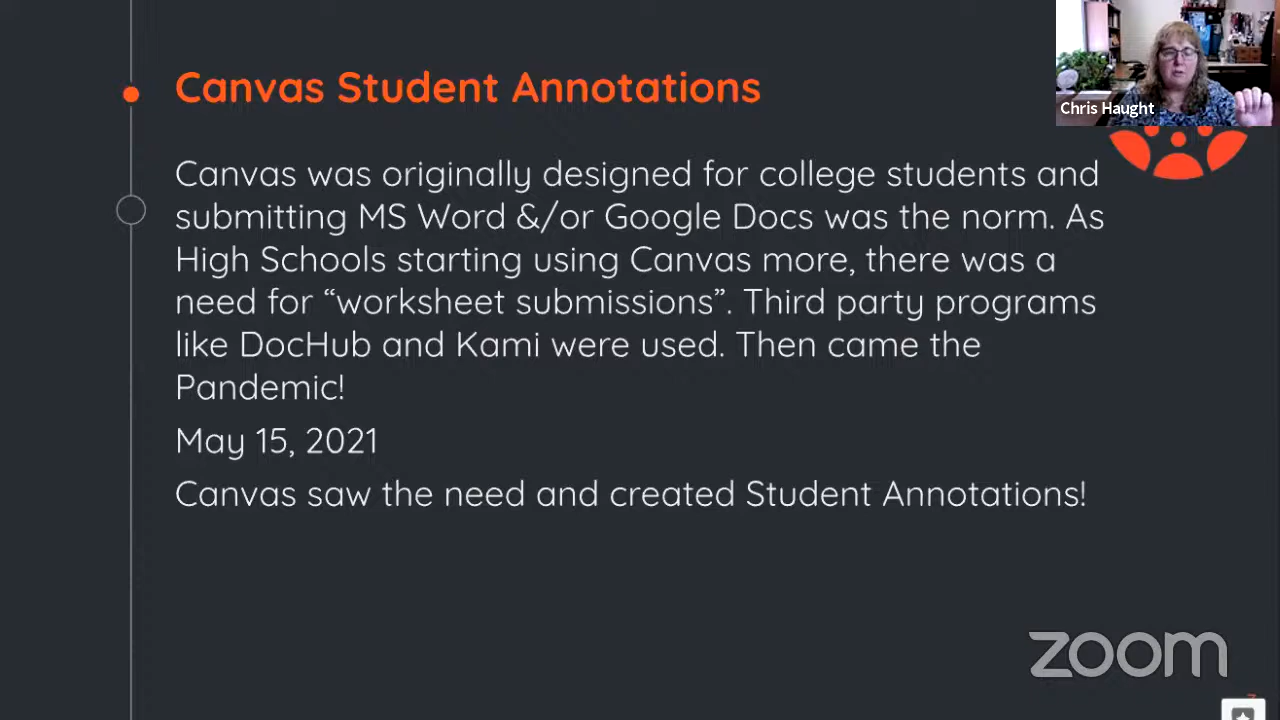 Canvas Student Annotations
Chris Haught
Canvas was originally designed for college students and
submitting MS Word &/or Google Docs was the norm. As
High Schools starting using Canvas more, there was a
need for “worksheet submissions”. Third party programs
like DocHub and Kami were used. Then came the
Pandemic!
May 15, 2021
Canvas saw the need and created Student Annotations!
zoom